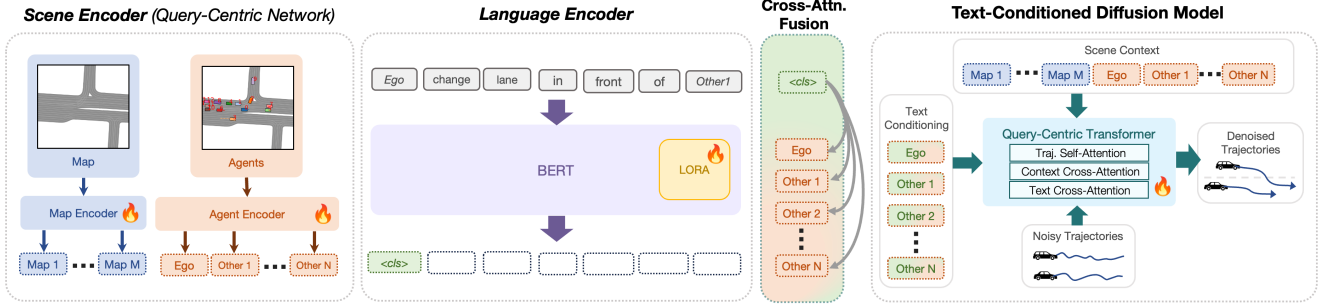 Scene Encoder (Query-Centric Network)
Map
Agents
Map Encoder
Agent Encoder
Map 1
Map M
Ego
Other 1
Other N
Language Encoder
Ego change lane in front of Other1
BERT
LORA
<cls>
Cross-Attn.
Fusion
<cls>
Ego
Other 1
Other 2
Other N
Text-Conditioned Diffusion Model
Scene Context
Map 1
Map M
Ego
Other 1
Other N
Text
Conditioning
Ego
Other 1
Other 2
Other N
Query-Centric Transformer
Traj. Self-Attention
Context Cross-Attention
Text Cross-Attention
Noisy Trajectories
Denoised
Trajectories